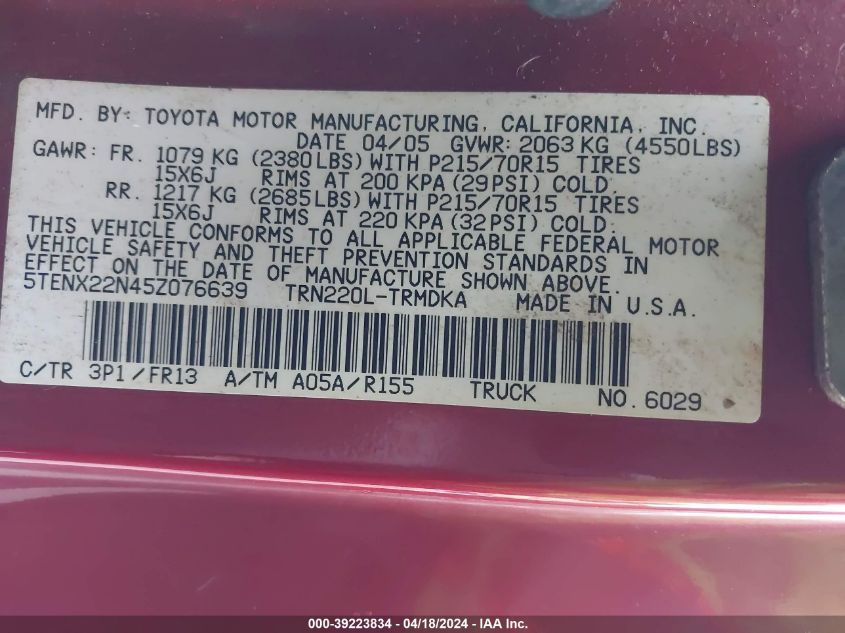 MFD. BY: TOYOTA MOTOR MANUFACTURING, CALIFORNIA, INC.
DATE 04/05 GVWR: 2063 KG (4550LBS)
GAWR: FR. 1079 KG (2380LBS) WITH P215/70R15 TIRES
15X6J RIMS AT 200 KPA (29PSI) COLD.
RR. 1217 KG (2685LBS) WITH P215/70R15 TIRES
15X6J RIMS AT 220 KPA (32PSI) COLD.
THIS VEHICLE CONFORMS TO ALL APPLICABLE FEDERAL MOTOR
VEHICLE SAFETY AND THEFT PREVENTION STANDARDS IN
EFFECT ON THE DATE OF MANUFACTURE SHOWN ABOVE.
5TENX22N45Z076639 TRN220L-TRMDKA MADE IN U.S.A.
C/TR 3P1/FR13 A/TM A05A/R155 TRUCK NO. 6029
000-39223834 - 04/18/2024 - IAA Inc.